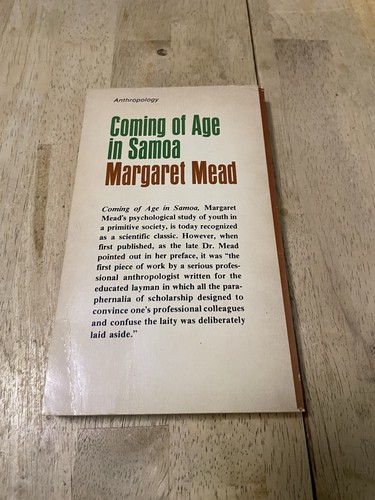 Anthropology
Coming of Age
in Samoa
Margaret Mead
Coming of Age in Samoa, Margaret
Mead's psychological study of youth in
a primitive society, is today recognized
as a scientific classic. However, when
first published, as the late Dr. Mead
pointed out in her preface, it was "the
first piece of work by a serious profes-
sional anthropologist written for the
educated layman in which all the para-
phernalia of scholarship designed to
convince one's professional colleagues
and confuse the laity was deliberately
laid aside."